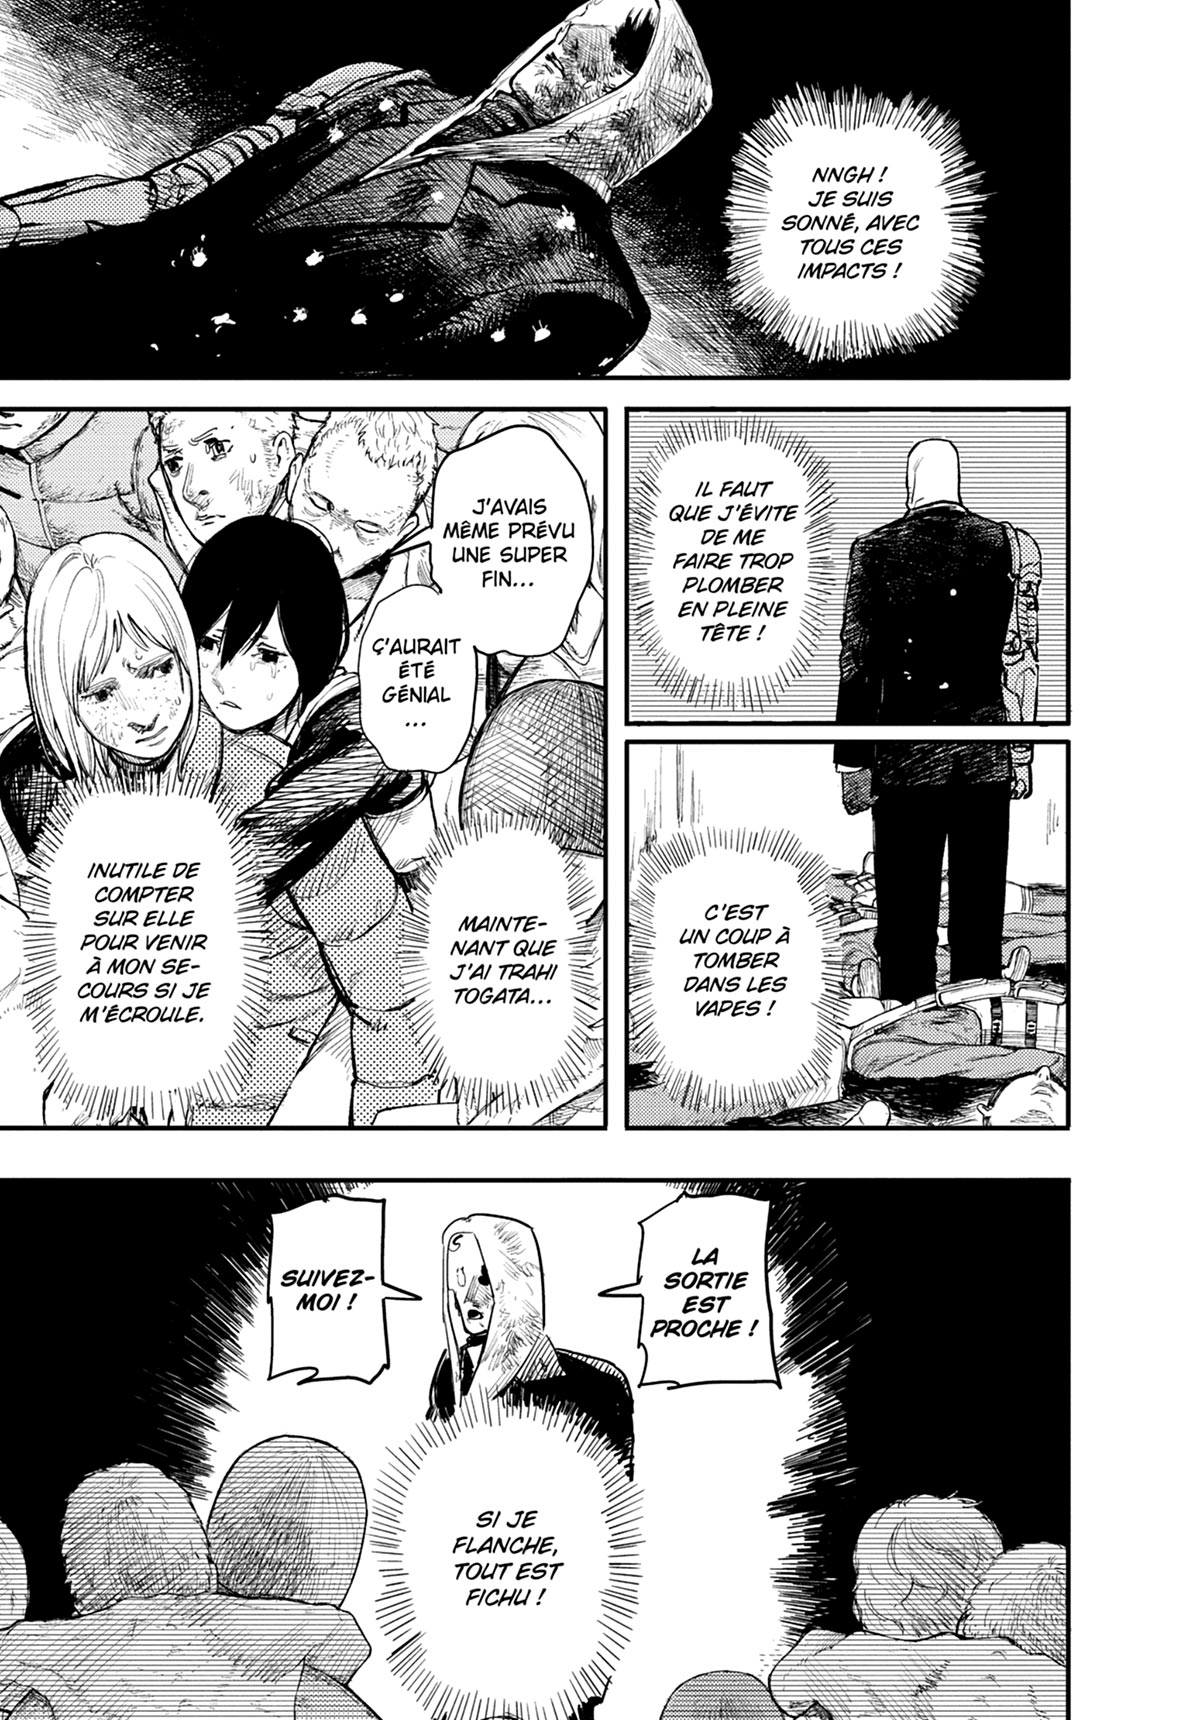 NNGH !
JE SUIS
SONNÉ, AVEC
TOUS CES
IMPACTS !
IL FAUT
QUE J'ÉVITE
DE ME
FAIRE TROP
PLOMBER
EN PLEINE
TÊTE !
C'EST
UN COUP À
TOMBER
DANS LES
VAPES !
J'AVAIS
MÊME PRÉVU
UNE SUPER
FIN...
Ç'AURAIT
ÉTÉ
GÉNIAL
...
MAINTE-
NANT QUE
J'AI TRAHI
TOGATA...
INUTILE DE
COMPTER
SUR ELLE
POUR VENIR
À MON SE-
COURS SI JE
M'ÉCROULE.
LA
SORTIE
EST
PROCHE !
SUIVEZ-
MOI !
SI JE
FLANCHE,
TOUT EST
FICHU !